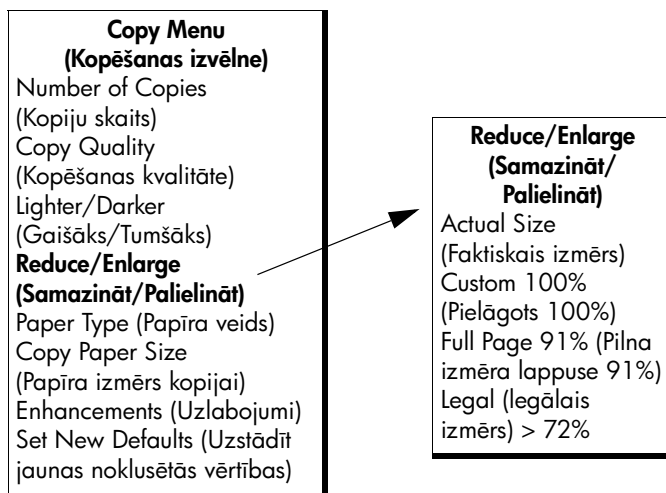 Copy Menu
(Kopēšanas izvēlne)
Number of Copies
(Kopiju skaits)
Copy Quality
(Kopēšanas kvalitāte)
Lighter/Darker
(Gaišāks/Tumšāks)
Reduce/Enlarge
(Samazināt/Palielināt)
Paper Type (Papīra veids)
Copy Paper Size
(Papīra izmērs kopijai)
Enhancements (Uzlabojumi)
Set New Defaults (Uzstādīt
jaunas noklusētās vērtības)
Reduce/Enlarge
(Samazināt/
Palielināt)
Actual Size
(Faktiskais izmērs)
Custom 100%
(Pielāgots 100%)
Full Page 91% (Pilna
izmēra lappuse 91%)
Legal (legālais
izmērs) > 72%